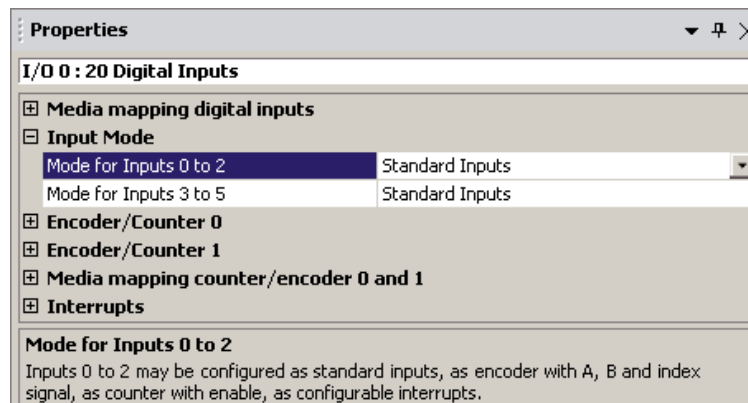 Properties
I/O 0 : 20 Digital Inputs
Media mapping digital inputs
Input Mode
Mode for Inputs 0 to 2 Standard Inputs
Mode for Inputs 3 to 5 Standard Inputs
Encoder/Counter 0
Encoder/Counter 1
Media mapping counter/encoder 0 and 1
Interrupts
Mode for Inputs 0 to 2
Inputs 0 to 2 may be configured as standard inputs, as encoder with A, B and index
signal, as counter with enable, as configurable interrupts.